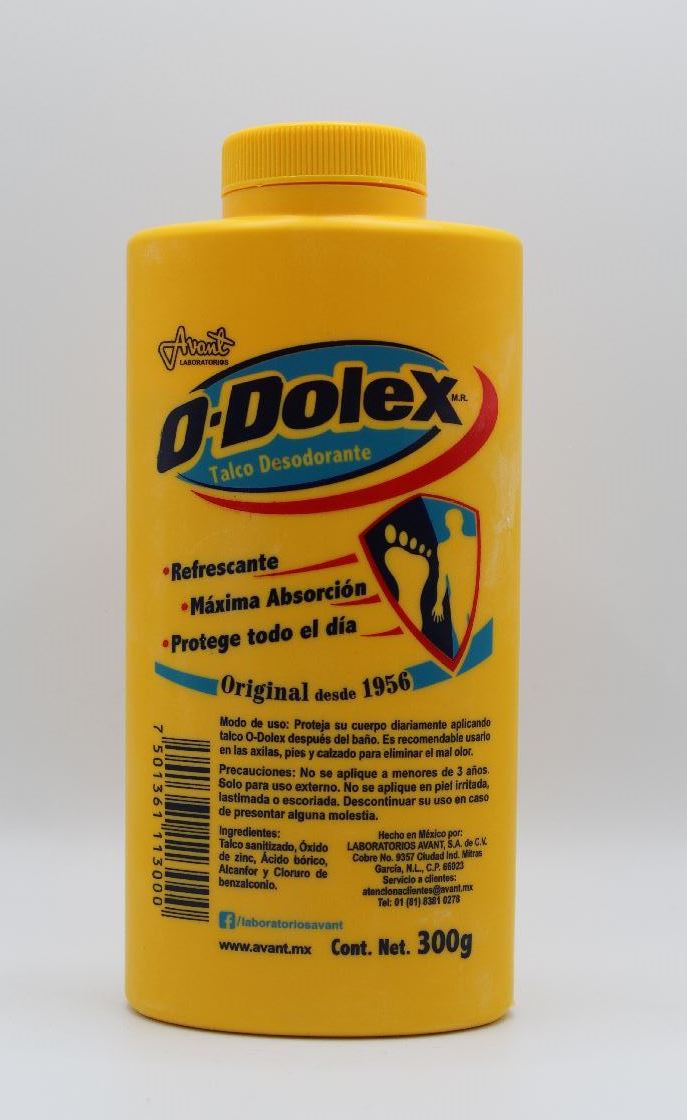 Avant
LABORATORIOS
O-Dolex M.R.
Talco Desodorante
•Refrescante
•Máxima Absorción
•Protege todo el día
Original desde 1956
Modo de uso: Proteja su cuerpo diariamente aplicando
talco O-Dolex después del baño. Es recomendable usarlo
en las axilas, pies y calzado para eliminar el mal olor.
Precauciones: No se aplique a menores de 3 años.
Solo para uso externo. No se aplique en piel irritada,
lastimada o escoriada. Descontinuar su uso en caso
de presentar alguna molestia.
Ingredientes:
Talco sanitizado, Óxido
de zinc, Ácido bórico,
Alcanfor y Cloruro de
benzalconio.
Hecho en México por:
LABORATORIOS AVANT, S.A. de C.V.
Cobre No. 9357 Ciudad Ind. Mitras
García, N.L., C.P. 66023
Servicio a clientes:
atencionaclientes@avant.mx
Tel: 01 (81) 8381 0278
7 501361 113000
f/laboratoriosavant
www.avant.mx Cont. Net. 300g